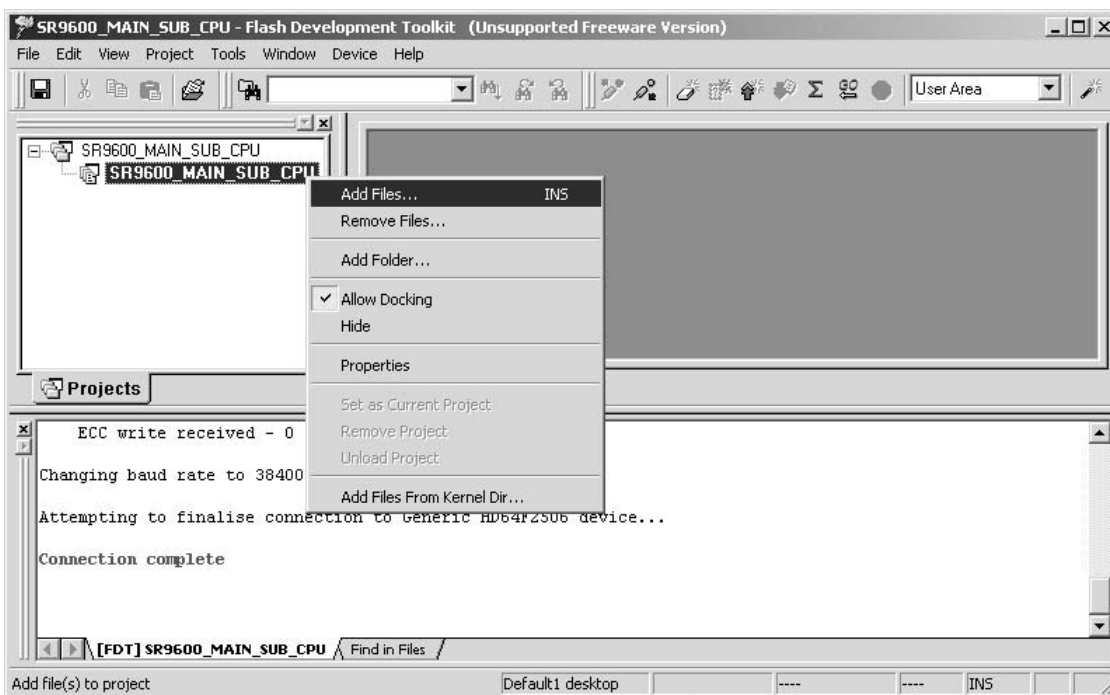 SR9600_MAIN_SUB_CPU - Flash Development Toolkit (Unsupported Freeware Version)
File Edit View Project Tools Window Device Help
User Area
SR9600_MAIN_SUB_CPU
SR9600_MAIN_SUB_CPU
Add Files... INS
Remove Files...
Add Folder...
Allow Docking
Hide
Properties
Set as Current Project
Remove Project
Unload Project
Add Files From Kernel Dir...
Projects
ECC write received - 0
Changing baud rate to 38400
Attempting to finalise connection to Generic HD64F2506 device...
Connection complete
[FDT] SR9600_MAIN_SUB_CPU Find in Files
Add file(s) to project Default1 desktop ---- ---- INS